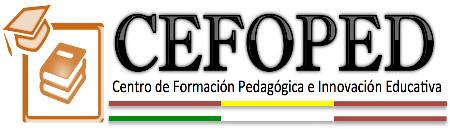 CEFOPED
Centro de Formación Pedagógica e Innovación Educativa